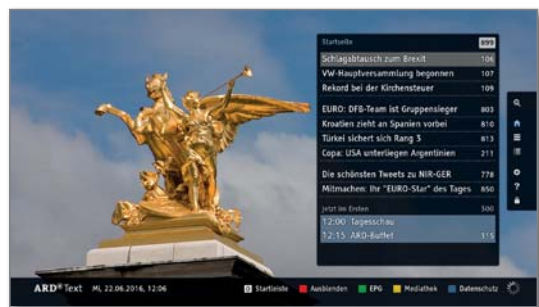 Startseite 899
Schlagabtausch zum Brexit 106
VW-Hauptversammlung begonnen 107
Rekord bei der Kirchensteuer 109
EURO: DFB-Team ist Gruppensieger 803
Kroatien zieht an Spanien vorbei 810
Türkei sichert sich Rang 3 813
Copa: USA unterliegen Argentinien 211
Die schönsten Tweets zu NIR-GER 778
Mitmachen: Ihr "EURO-Star" des Tages 850
Jetzt im Ersten 300
12:00 Tagesschau
12:15 ARD-Buffet 315
?
ARD Text Mi, 22.06.2016, 12:06 0 Startleiste Ausblenden EPG Mediathek Datenschutz